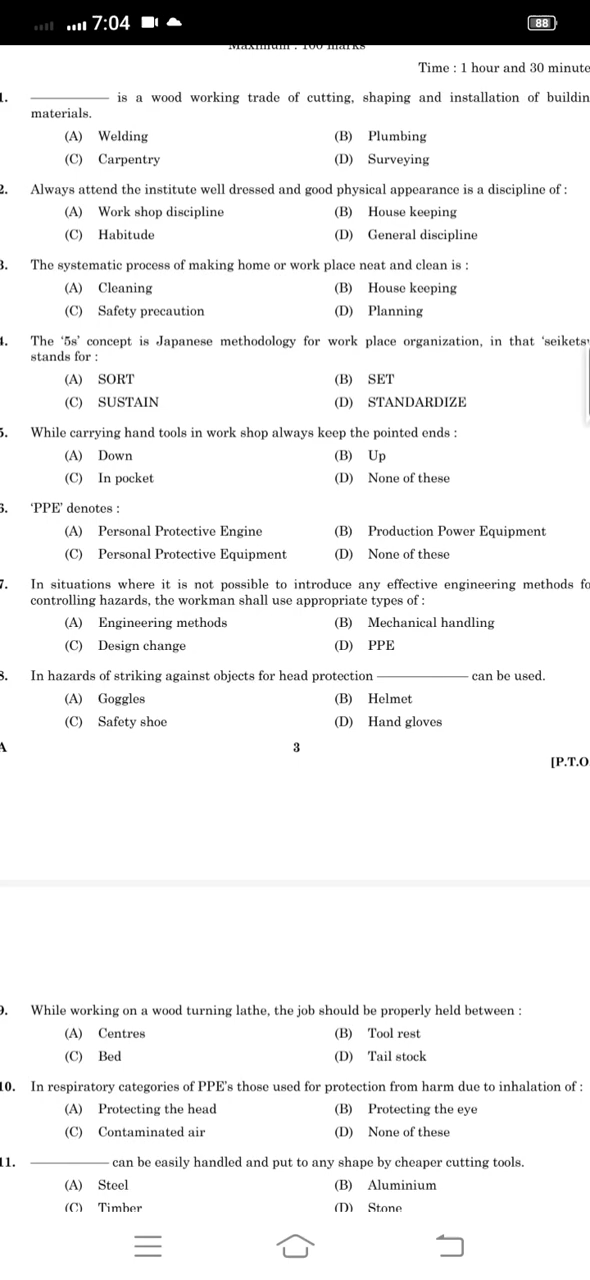 7:04 88
Maximum : 100 marks
Time : 1 hour and 30 minute
1. is a wood working trade of cutting, shaping and installation of buildin
materials.
(A) Welding (B) Plumbing
(C) Carpentry (D) Surveying
2. Always attend the institute well dressed and good physical appearance is a discipline of :
(A) Work shop discipline (B) House keeping
(C) Habitude (D) General discipline
3. The systematic process of making home or work place neat and clean is :
(A) Cleaning (B) House keeping
(C) Safety precaution (D) Planning
4. The ‘5s’ concept is Japanese methodology for work place organization, in that ‘seikets
stands for :
(A) SORT (B) SET
(C) SUSTAIN (D) STANDARDIZE
5. While carrying hand tools in work shop always keep the pointed ends :
(A) Down (B) Up
(C) In pocket (D) None of these
6. ‘PPE’ denotes :
(A) Personal Protective Engine (B) Production Power Equipment
(C) Personal Protective Equipment (D) None of these
7. In situations where it is not possible to introduce any effective engineering methods fo
controlling hazards, the workman shall use appropriate types of :
(A) Engineering methods (B) Mechanical handling
(C) Design change (D) PPE
8. In hazards of striking against objects for head protection can be used.
(A) Goggles (B) Helmet
(C) Safety shoe (D) Hand gloves
A 3
[P.T.O
9. While working on a wood turning lathe, the job should be properly held between :
(A) Centres (B) Tool rest
(C) Bed (D) Tail stock
10. In respiratory categories of PPE’s those used for protection from harm due to inhalation of :
(A) Protecting the head (B) Protecting the eye
(C) Contaminated air (D) None of these
11. can be easily handled and put to any shape by cheaper cutting tools.
(A) Steel (B) Aluminium
(C) Timber (D) Stone